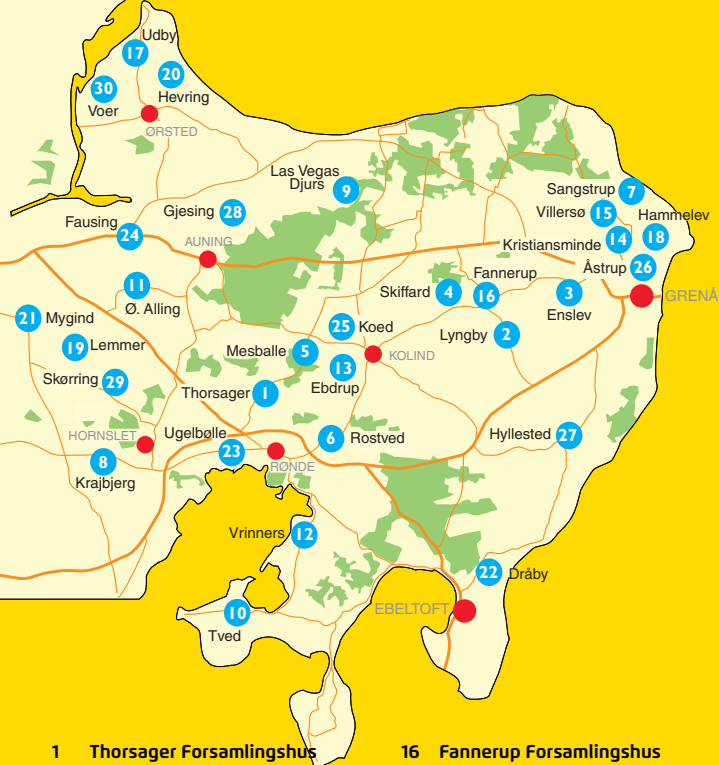 Udby
17
20
30
Hevring
Voer
ØRSTED
Las Vegas
Djurs
9
Sangstrup 7
Villersø 15
Hammelev
Gjesing 28
Fausing
24
Kristiansminde 14
18
AUNING
Åstrup 26
Fannerup
Skiffard 4
16
3
11
Ø. Alling
GRENÅ
Enslev
21 Mygind
25 Koed
Lyngby 2
19 Lemmer
Mesballe 5
KOLIND
13
Ebdrup
Skørring 29
Thorsager 1
HORNSLET
Ugelbølle
23
6 Rostved
Hyllested 27
RØNDE
8
Krajbjerg
Vrinners 12
22 Dråby
10
Tved
EBELTOFT
1 Thorsager Forsamlingshus
16 Fannerup Forsamlingshus